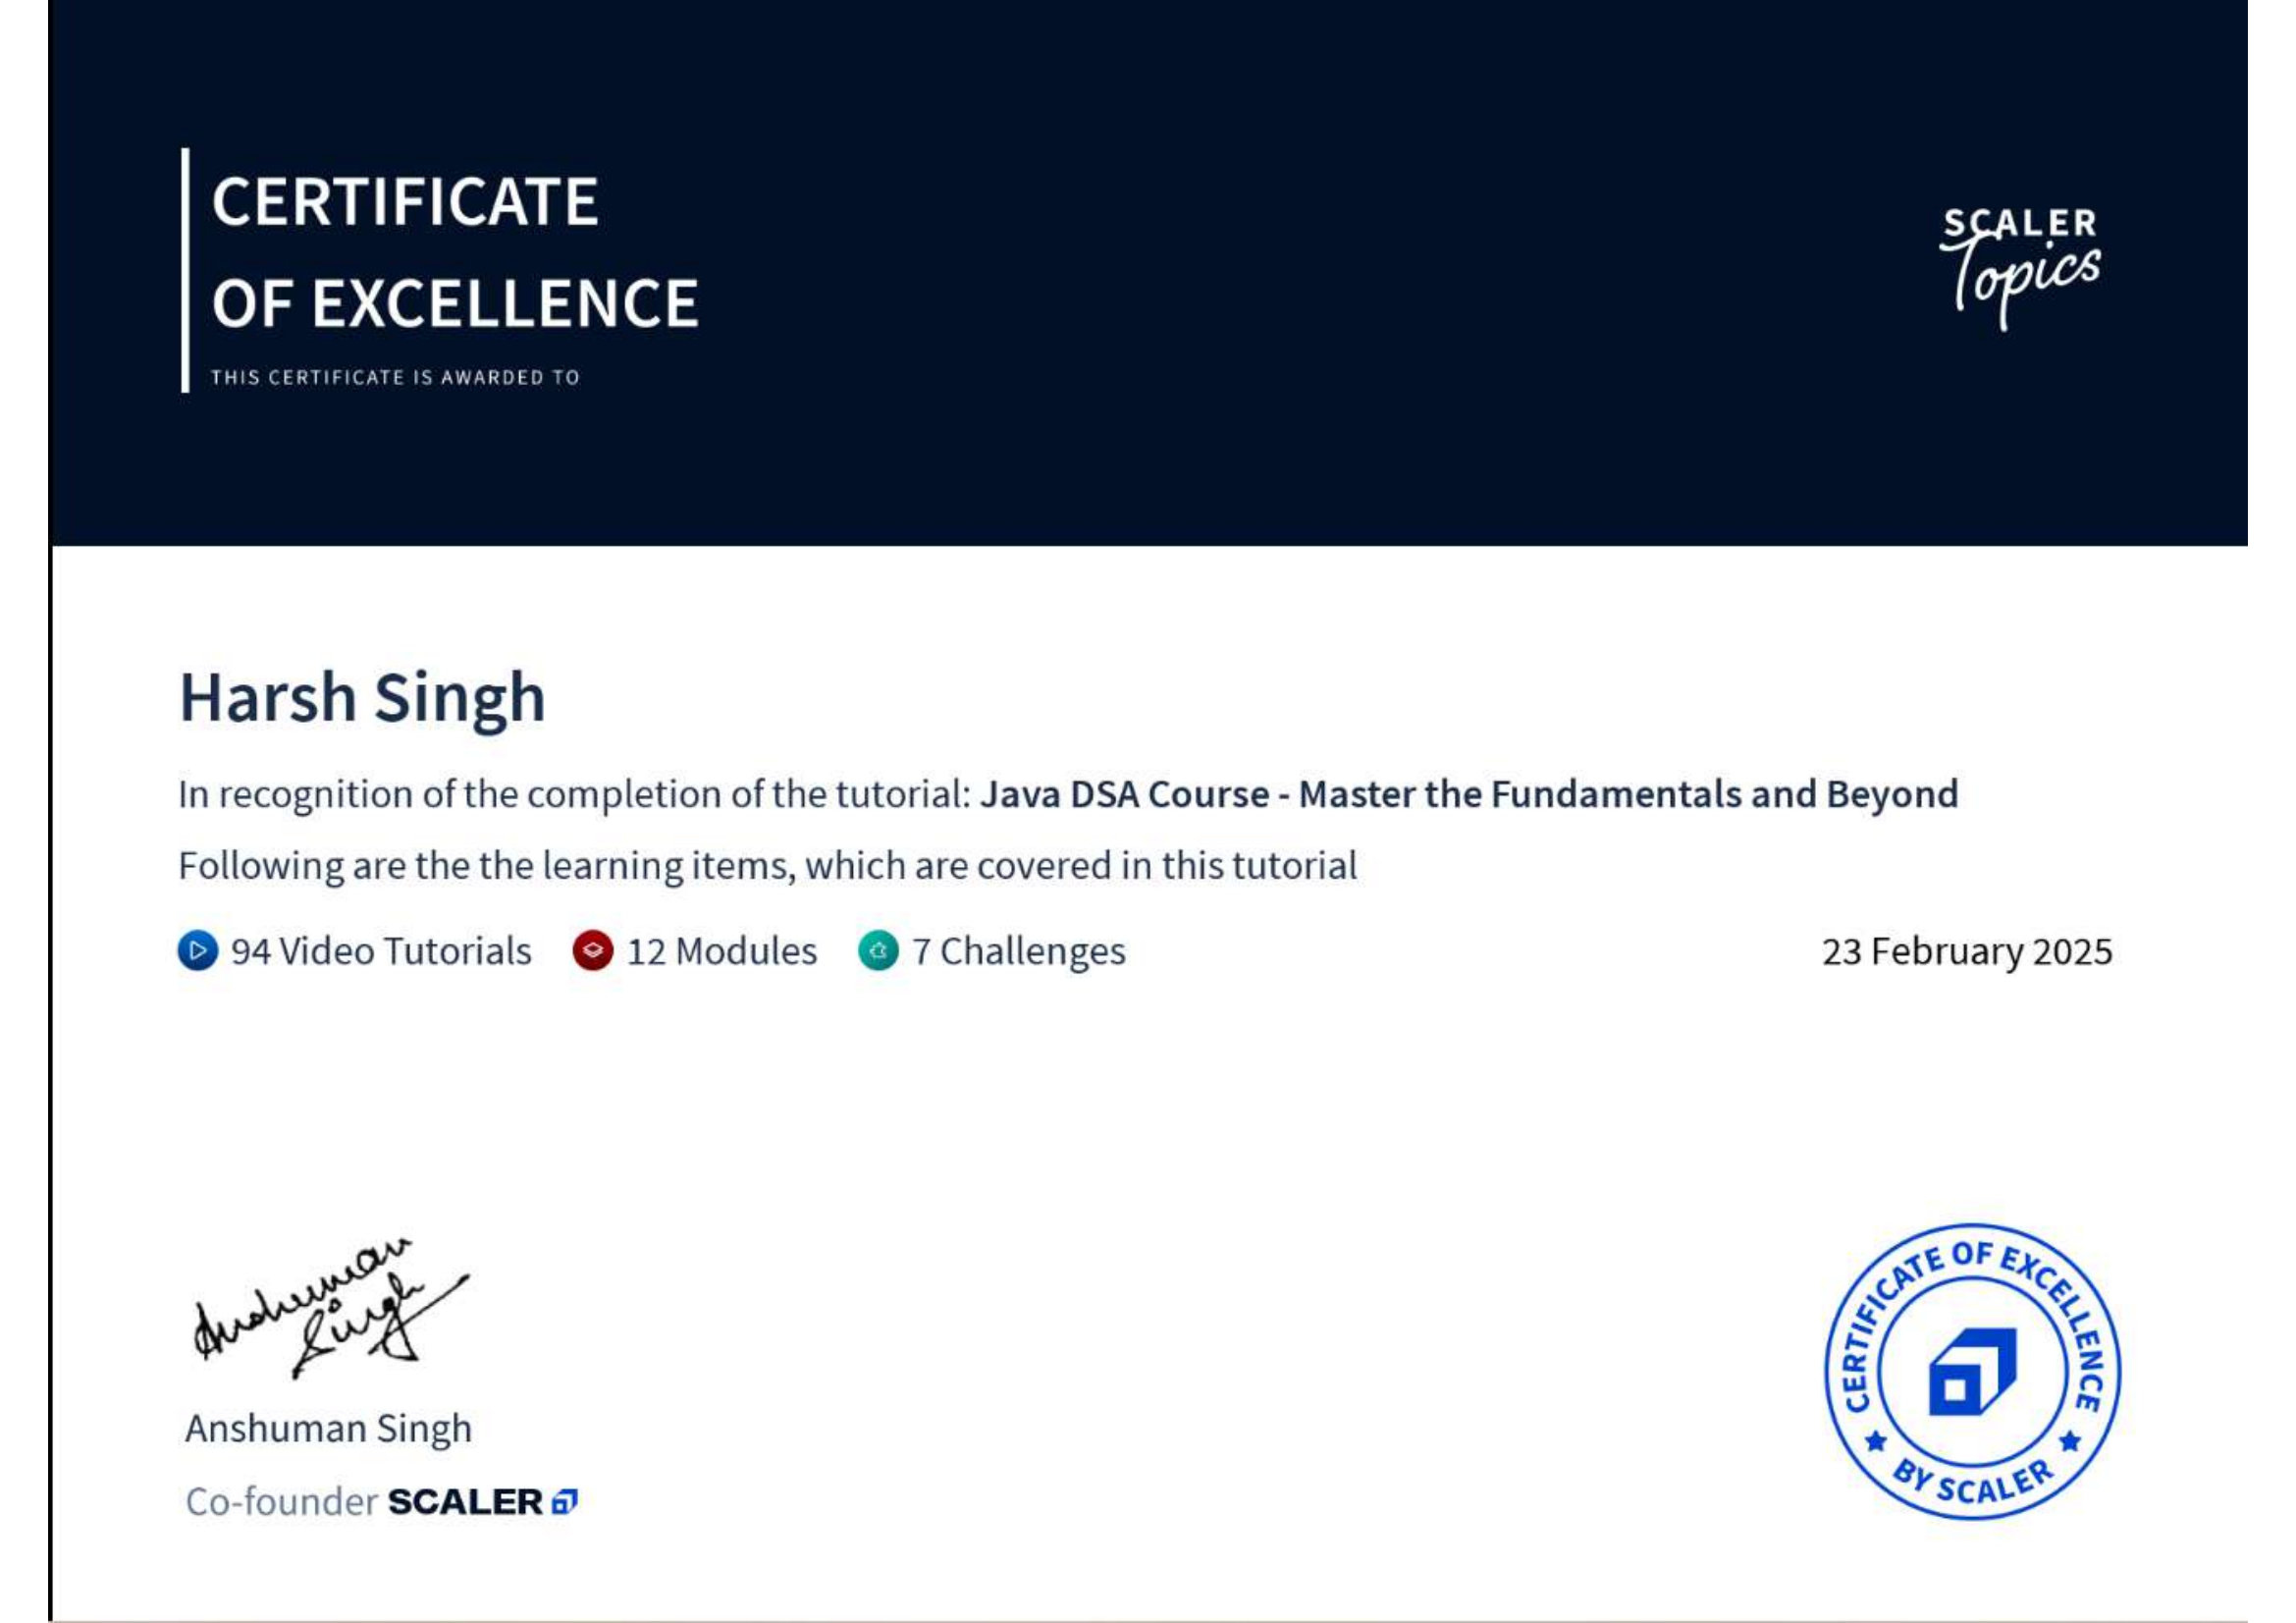 CERTIFICATE
OF EXCELLENCE
THIS CERTIFICATE IS AWARDED TO
SCALER
Topics
Harsh Singh
In recognition of the completion of the tutorial: Java DSA Course - Master the Fundamentals and Beyond
Following are the the learning items, which are covered in this tutorial
94 Video Tutorials 12 Modules 7 Challenges
23 February 2025
Anshuman
Singh
Anshuman Singh
Co-founder SCALER
CERTIFICATE OF EXCELLENCE
BY SCALER